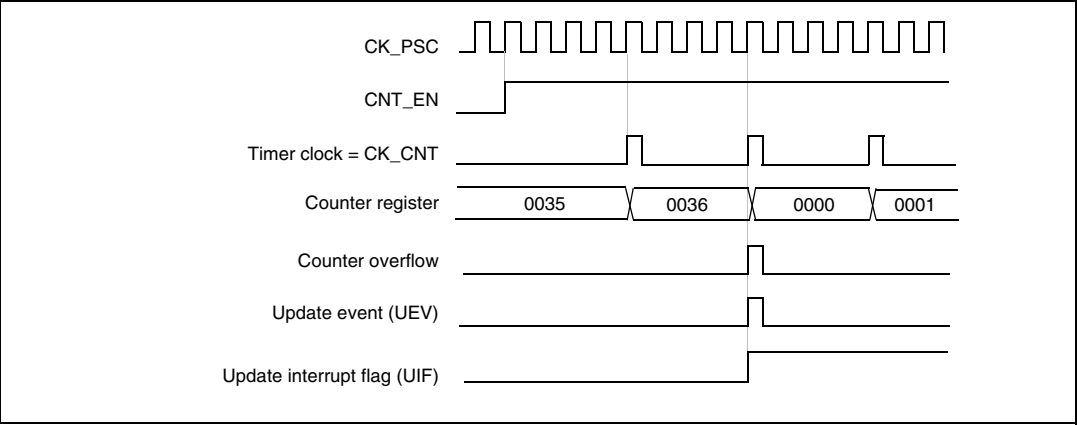 CK_PSC
CNT_EN
Timer clock = CK_CNT
Counter register 0035 0036 0000 0001
Counter overflow
Update event (UEV)
Update interrupt flag (UIF)